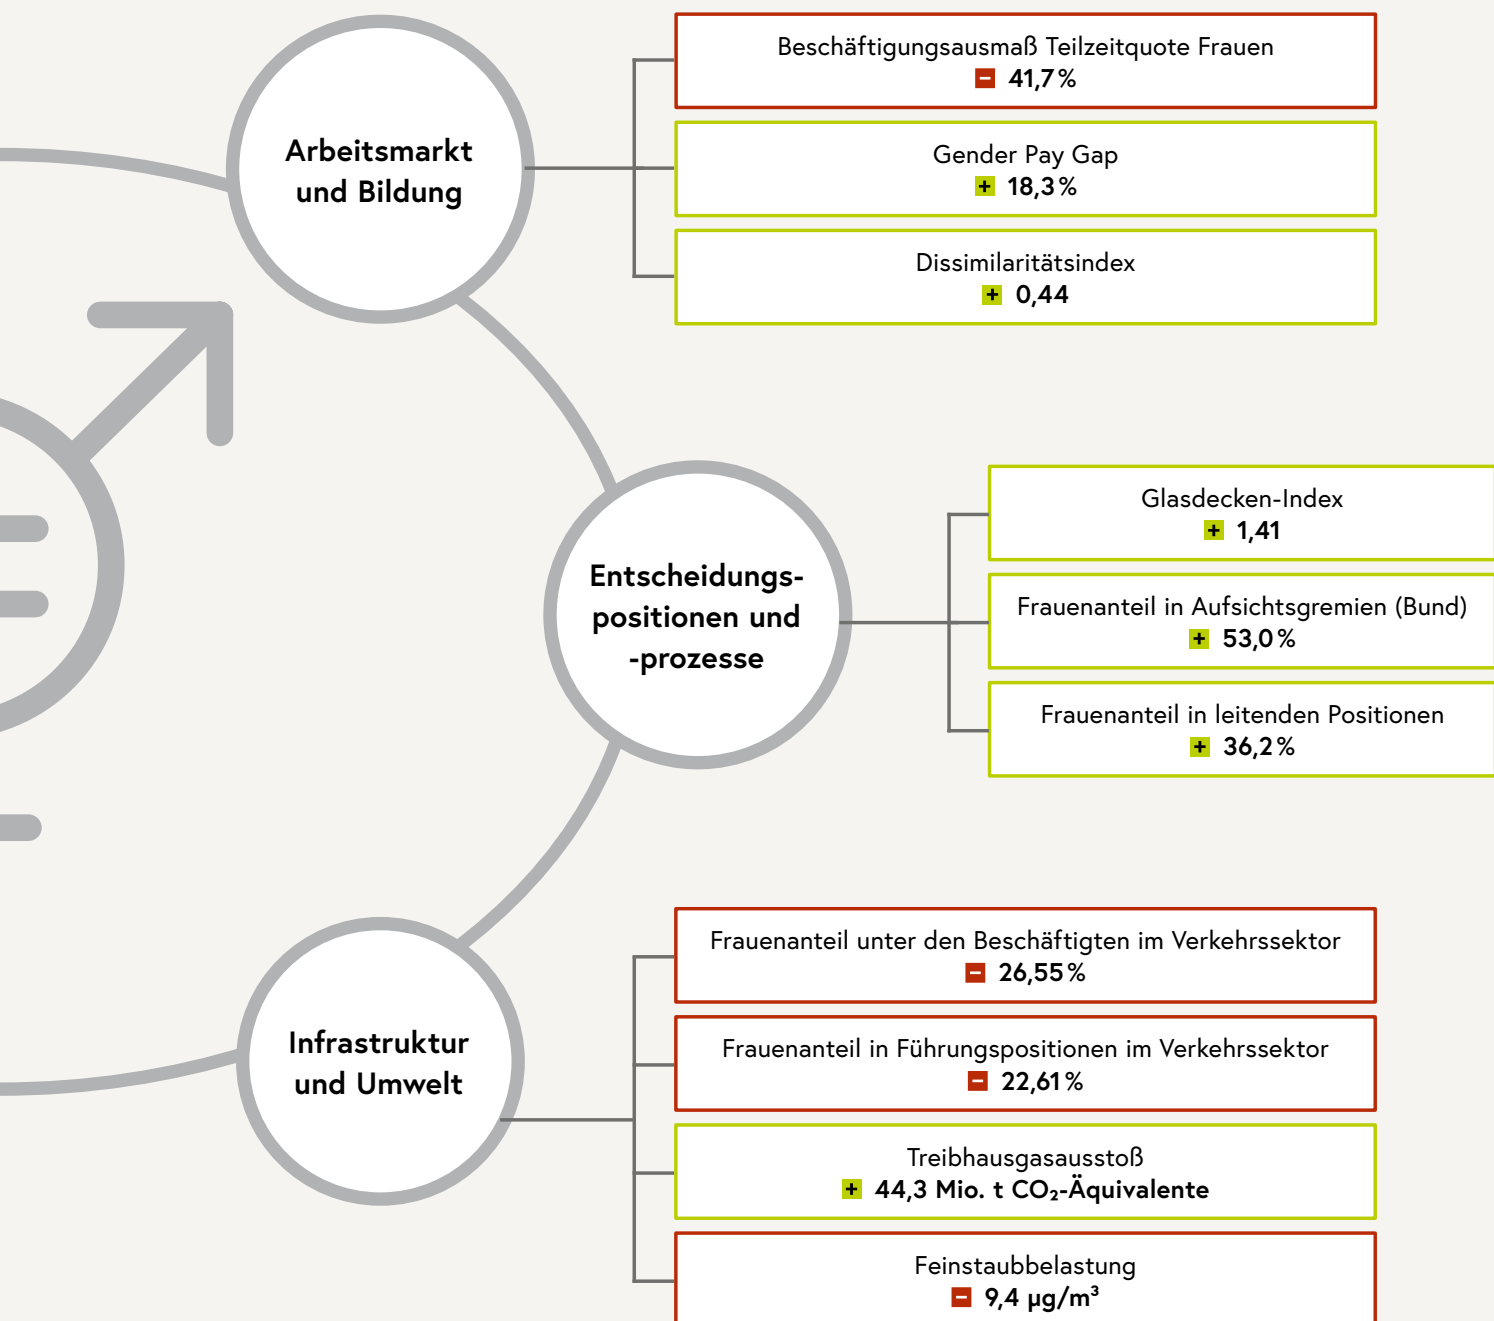 Arbeitsmarkt
und Bildung
Beschäftigungsausmaß Teilzeitquote Frauen
− 41,7 %
Gender Pay Gap
+ 18,3 %
Dissimilaritätsindex
+ 0,44
Entscheidungs-
positionen und
-prozesse
Glasdecken-Index
+ 1,41
Frauenanteil in Aufsichtsgremien (Bund)
+ 53,0 %
Frauenanteil in leitenden Positionen
+ 36,2 %
Infrastruktur
und Umwelt
Frauenanteil unter den Beschäftigten im Verkehrssektor
− 26,55 %
Frauenanteil in Führungspositionen im Verkehrssektor
− 22,61 %
Treibhausgasausstoß
+ 44,3 Mio. t CO₂-Äquivalente
Feinstaubbelastung
− 9,4 µg/m³